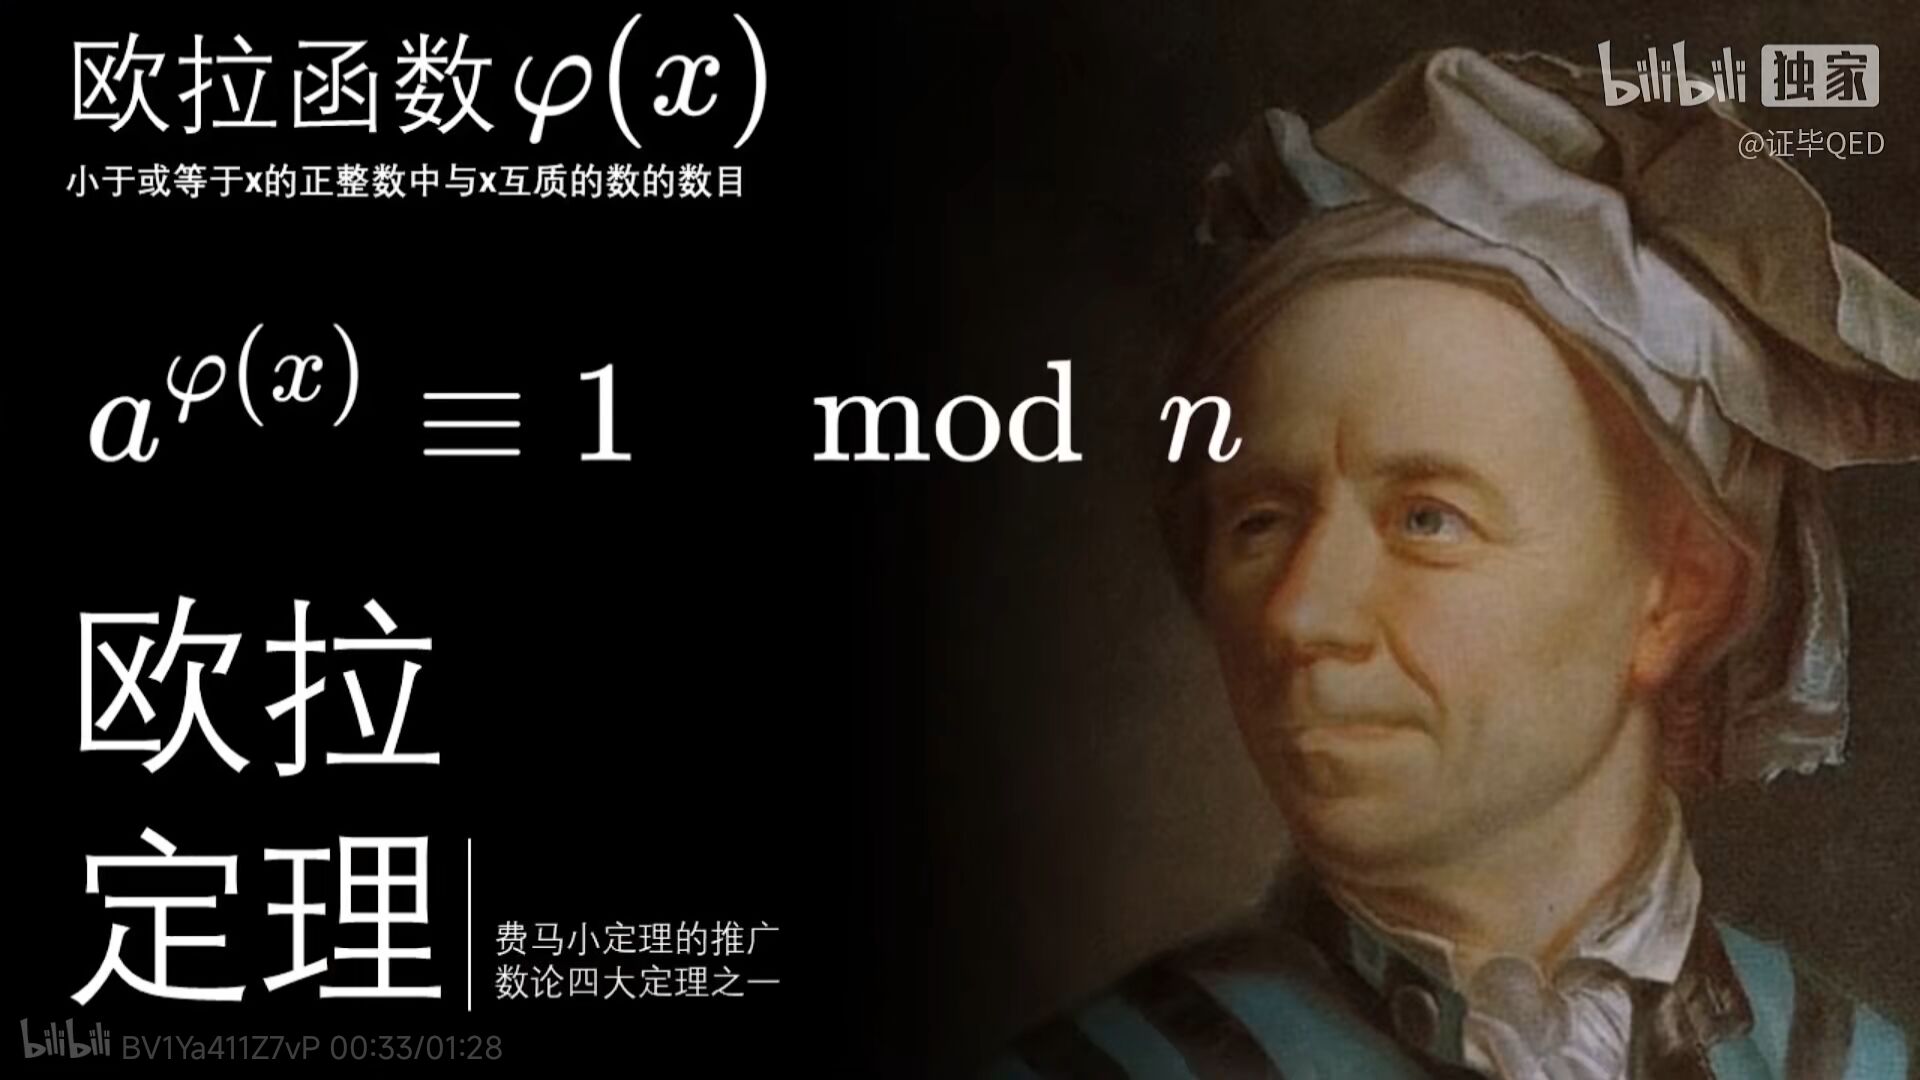 欧拉函数φ(x)
小于或等于x的正整数中与x互质的数的数目
bilibili 独家
@证毕QED
a^{φ(x)} ≡ 1 mod n
欧拉
定理
费马小定理的推广
数论四大定理之一
bilibili BV1Ya411Z7vP 00:33/01:28